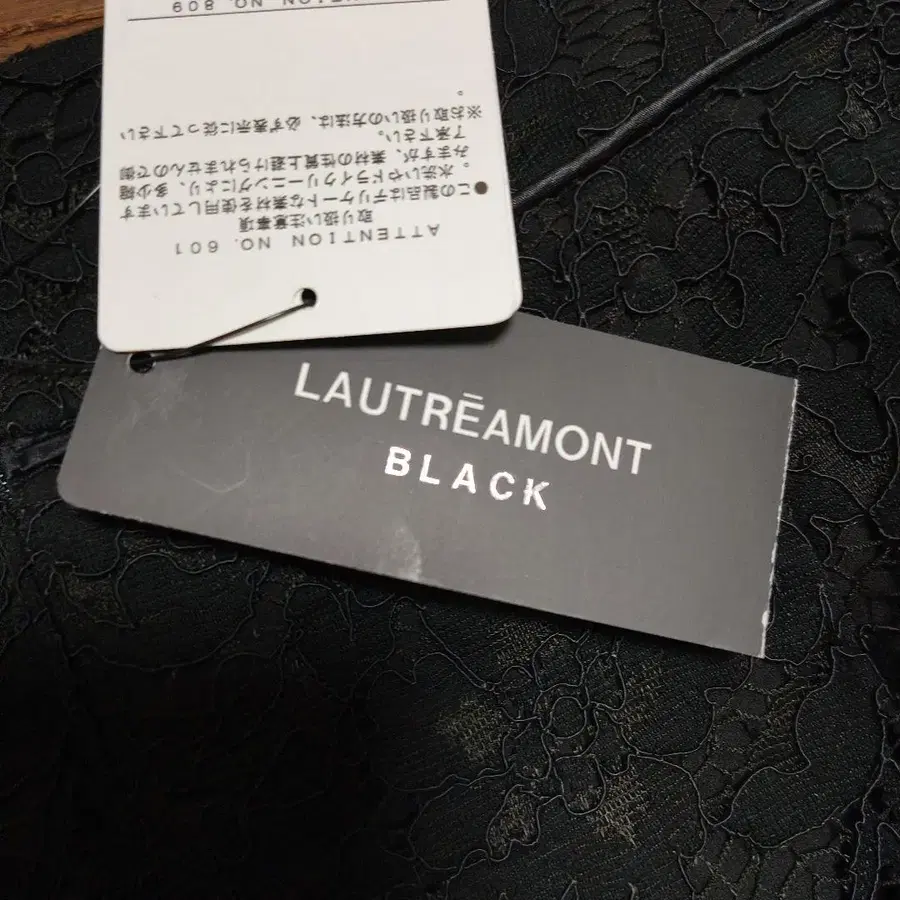 ATTENTION NO. 601
取り扱い注意事項
●この製品はデリケートな素材を使用しています
。水洗いやドライクリーニングにより、多少縮
みますが、素材の性質上避けられませんので御
了承下さい。
※お取り扱いの方法は、必ず表示に従って下さい
。
NO. 809
LAUTRĒAMONT
BLACK